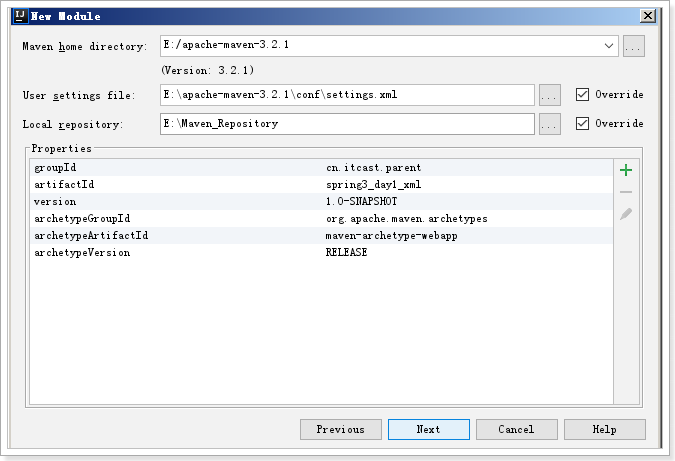 New Module
Maven home directory: E:/apache-maven-3.2.1 ...
(Version: 3.2.1)
User settings file: E:\apache-maven-3.2.1\conf\settings.xml ... Override
Local repository: E:\Maven_Repository ... Override
Properties
groupId cn.itcast.parent
artifactId spring3_day1_xml
version 1.0-SNAPSHOT
archetypeGroupId org.apache.maven.archetypes
archetypeArtifactId maven-archetype-webapp
archetypeVersion RELEASE
Previous Next Cancel Help